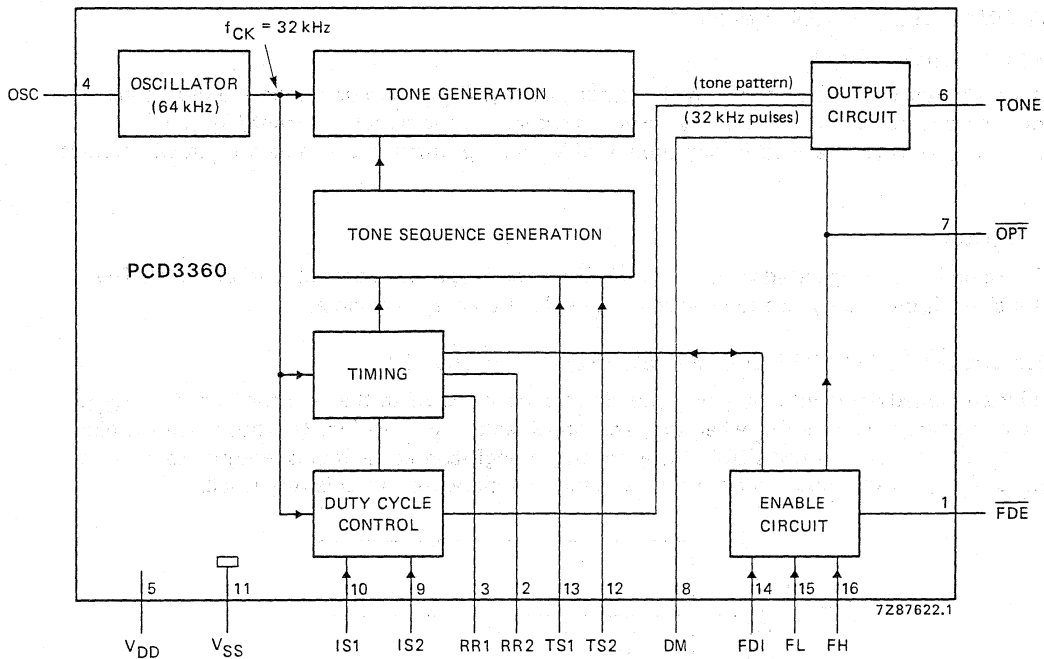 f_CK = 32 kHz
OSC
4
OSCILLATOR
(64 kHz)
TONE GENERATION
(tone pattern)
(32 kHz pulses)
OUTPUT
CIRCUIT
6
TONE
TONE SEQUENCE GENERATION
7
OPT
PCD3360
TIMING
DUTY CYCLE
CONTROL
ENABLE
CIRCUIT
1
FDE
5
11
10
9
3
2
13
12
8
14
15
16
7Z87622.1
VDD
VSS
IS1
IS2
RR1
RR2
TS1
TS2
DM
FDI
FL
FH